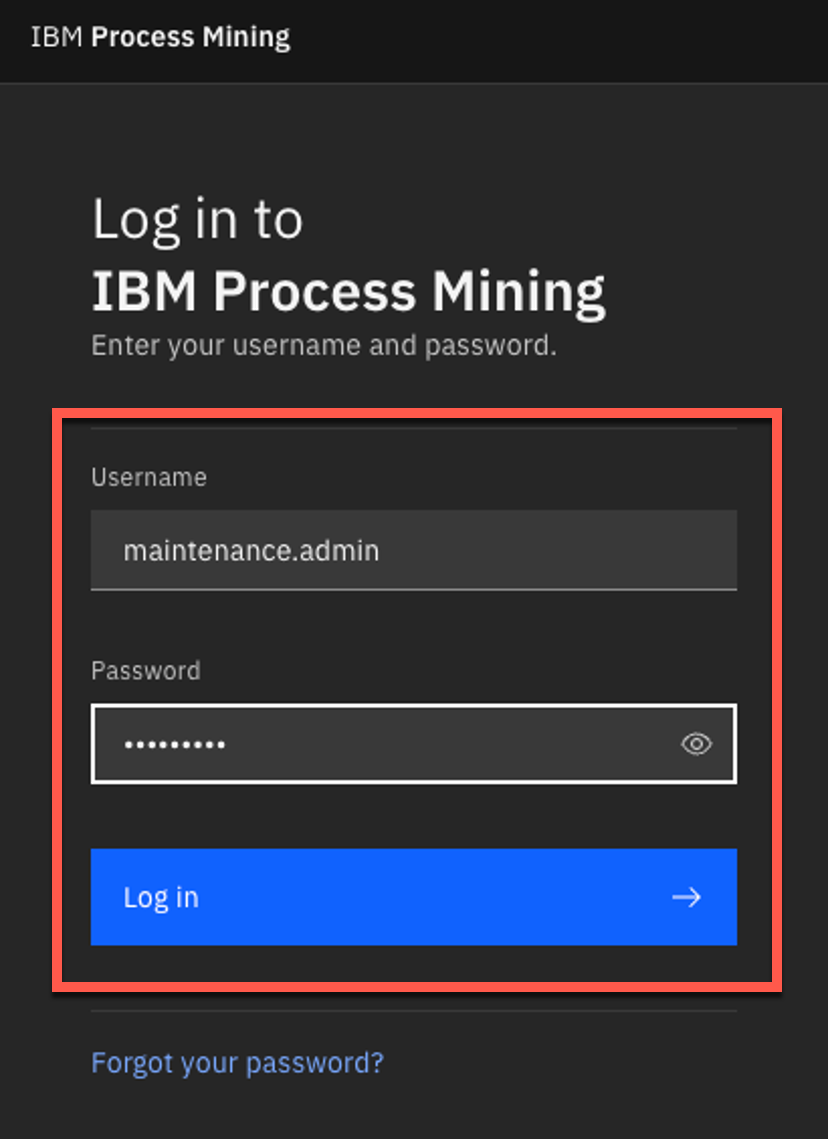 IBM Process Mining
Log in to
IBM Process Mining
Enter your username and password.
Username
maintenance.admin
Password
•••••••••
Log in
Forgot your password?